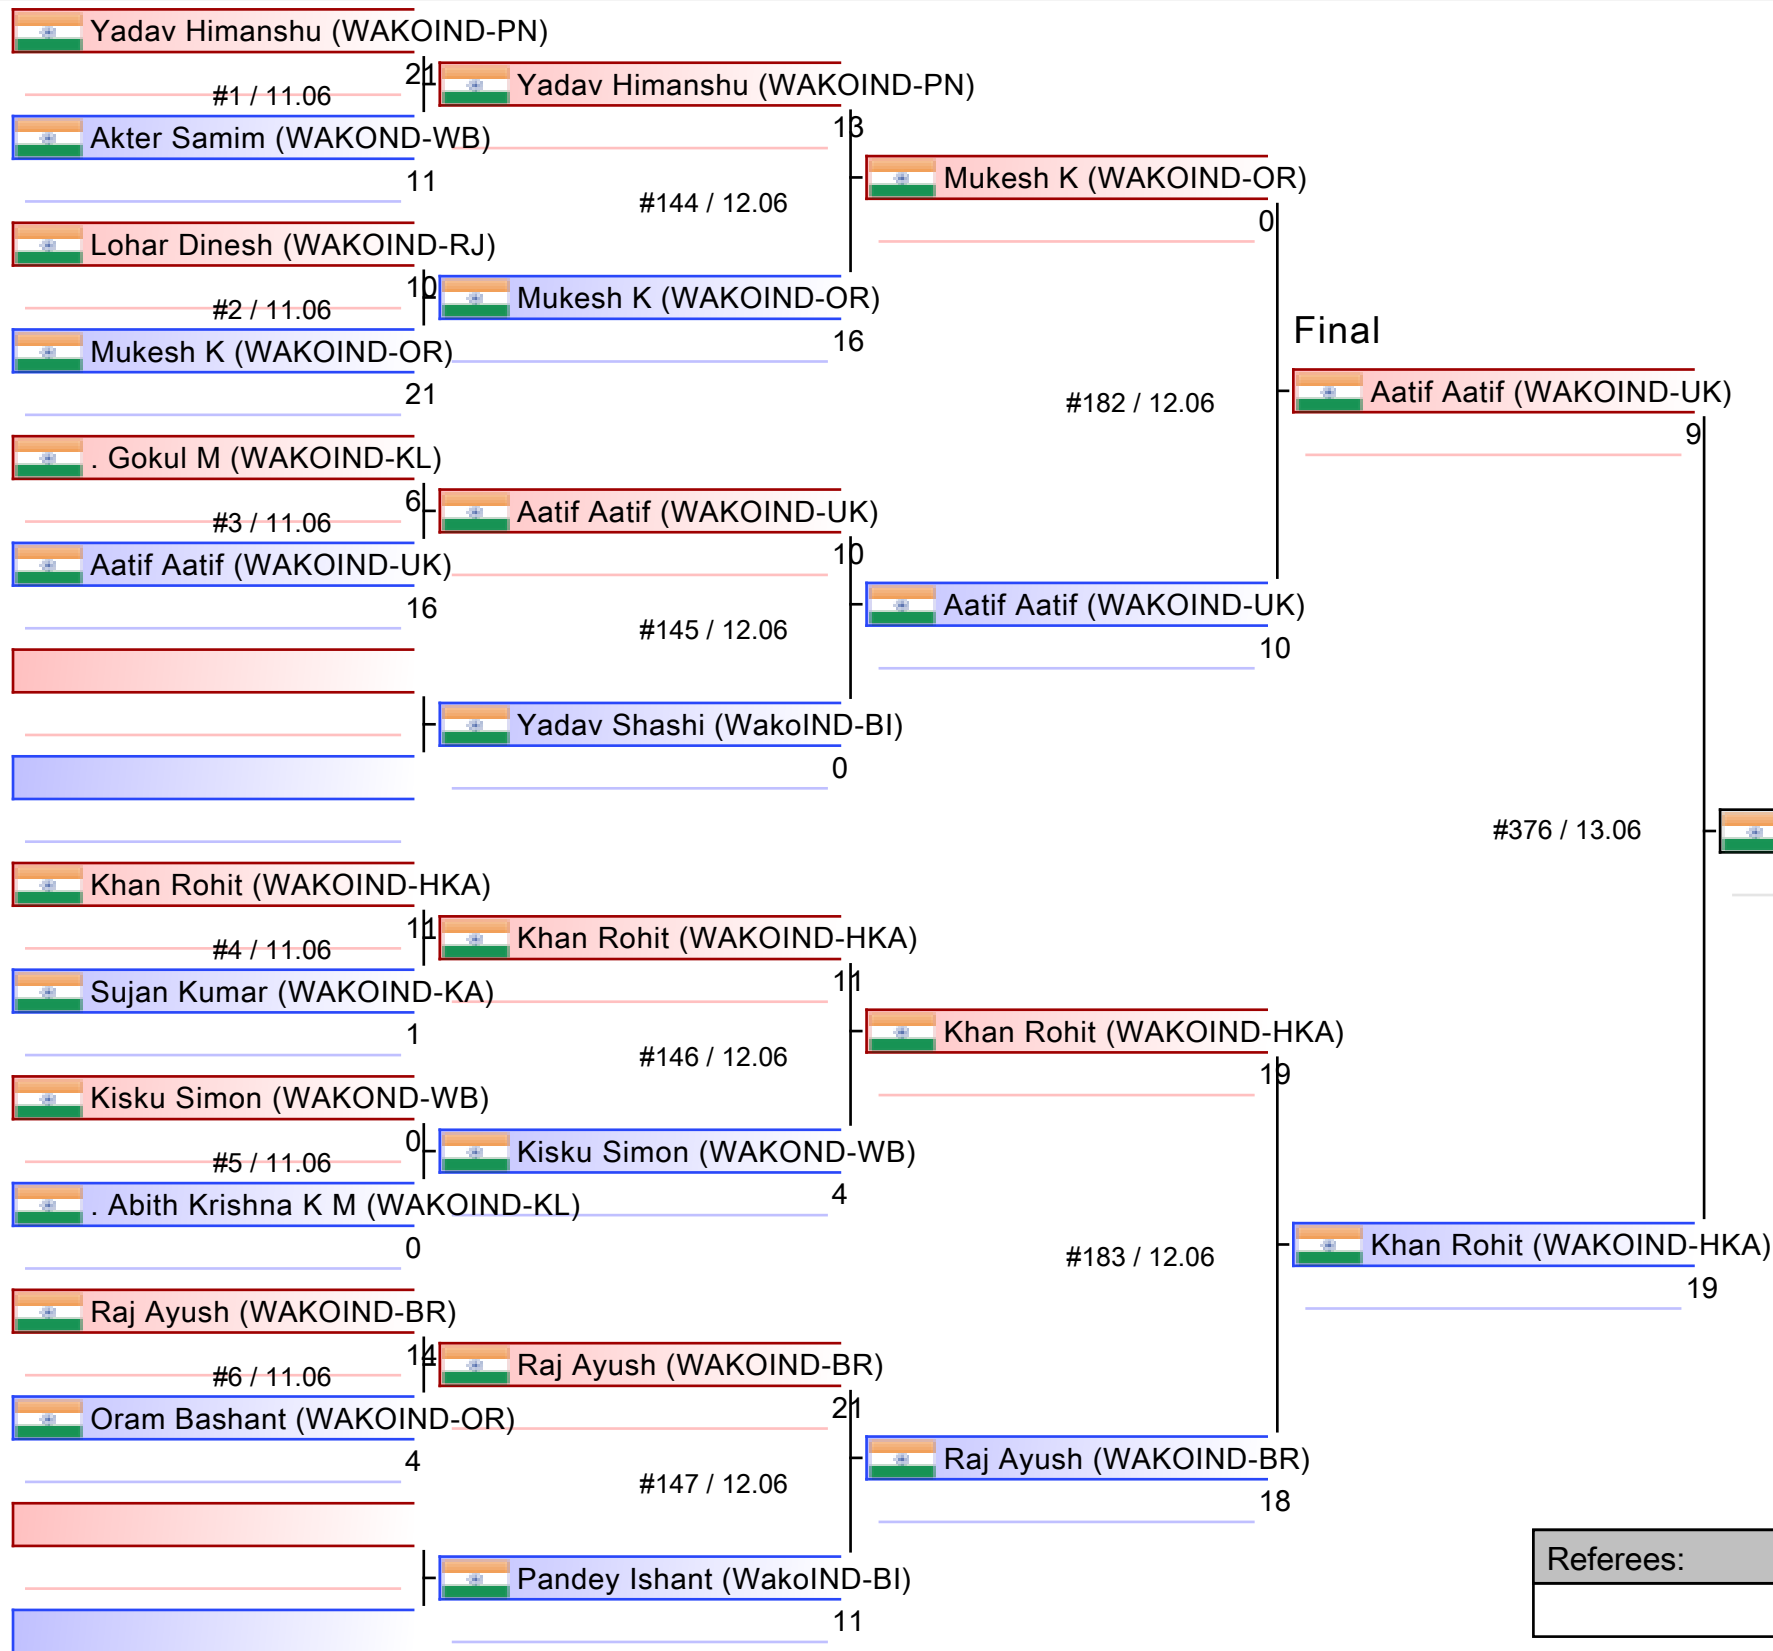 Yadav Himanshu (WAKOIND-PN)
21
#1 / 11.06
Akter Samim (WAKOND-WB)
11
Lohar Dinesh (WAKOIND-RJ)
10
#2 / 11.06
Mukesh K (WAKOIND-OR)
21
. Gokul M (WAKOIND-KL)
6
#3 / 11.06
Aatif Aatif (WAKOIND-UK)
16
Khan Rohit (WAKOIND-HKA)
11
#4 / 11.06
Sujan Kumar (WAKOIND-KA)
1
Kisku Simon (WAKOND-WB)
0
#5 / 11.06
. Abith Krishna K M (WAKOIND-KL)
0
Raj Ayush (WAKOIND-BR)
14
#6 / 11.06
Oram Bashant (WAKOIND-OR)
4
Yadav Himanshu (WAKOIND-PN)
13
#144 / 12.06
Mukesh K (WAKOIND-OR)
16
Aatif Aatif (WAKOIND-UK)
10
#145 / 12.06
Yadav Shashi (WakoIND-BI)
0
Khan Rohit (WAKOIND-HKA)
11
#146 / 12.06
Kisku Simon (WAKOND-WB)
4
Raj Ayush (WAKOIND-BR)
21
#147 / 12.06
Pandey Ishant (WakoIND-BI)
11
Mukesh K (WAKOIND-OR)
0
#182 / 12.06
Aatif Aatif (WAKOIND-UK)
10
Khan Rohit (WAKOIND-HKA)
19
#183 / 12.06
Raj Ayush (WAKOIND-BR)
18
Final
Aatif Aatif (WAKOIND-UK)
9
#376 / 13.06
Khan Rohit (WAKOIND-HKA)
19
Referees: